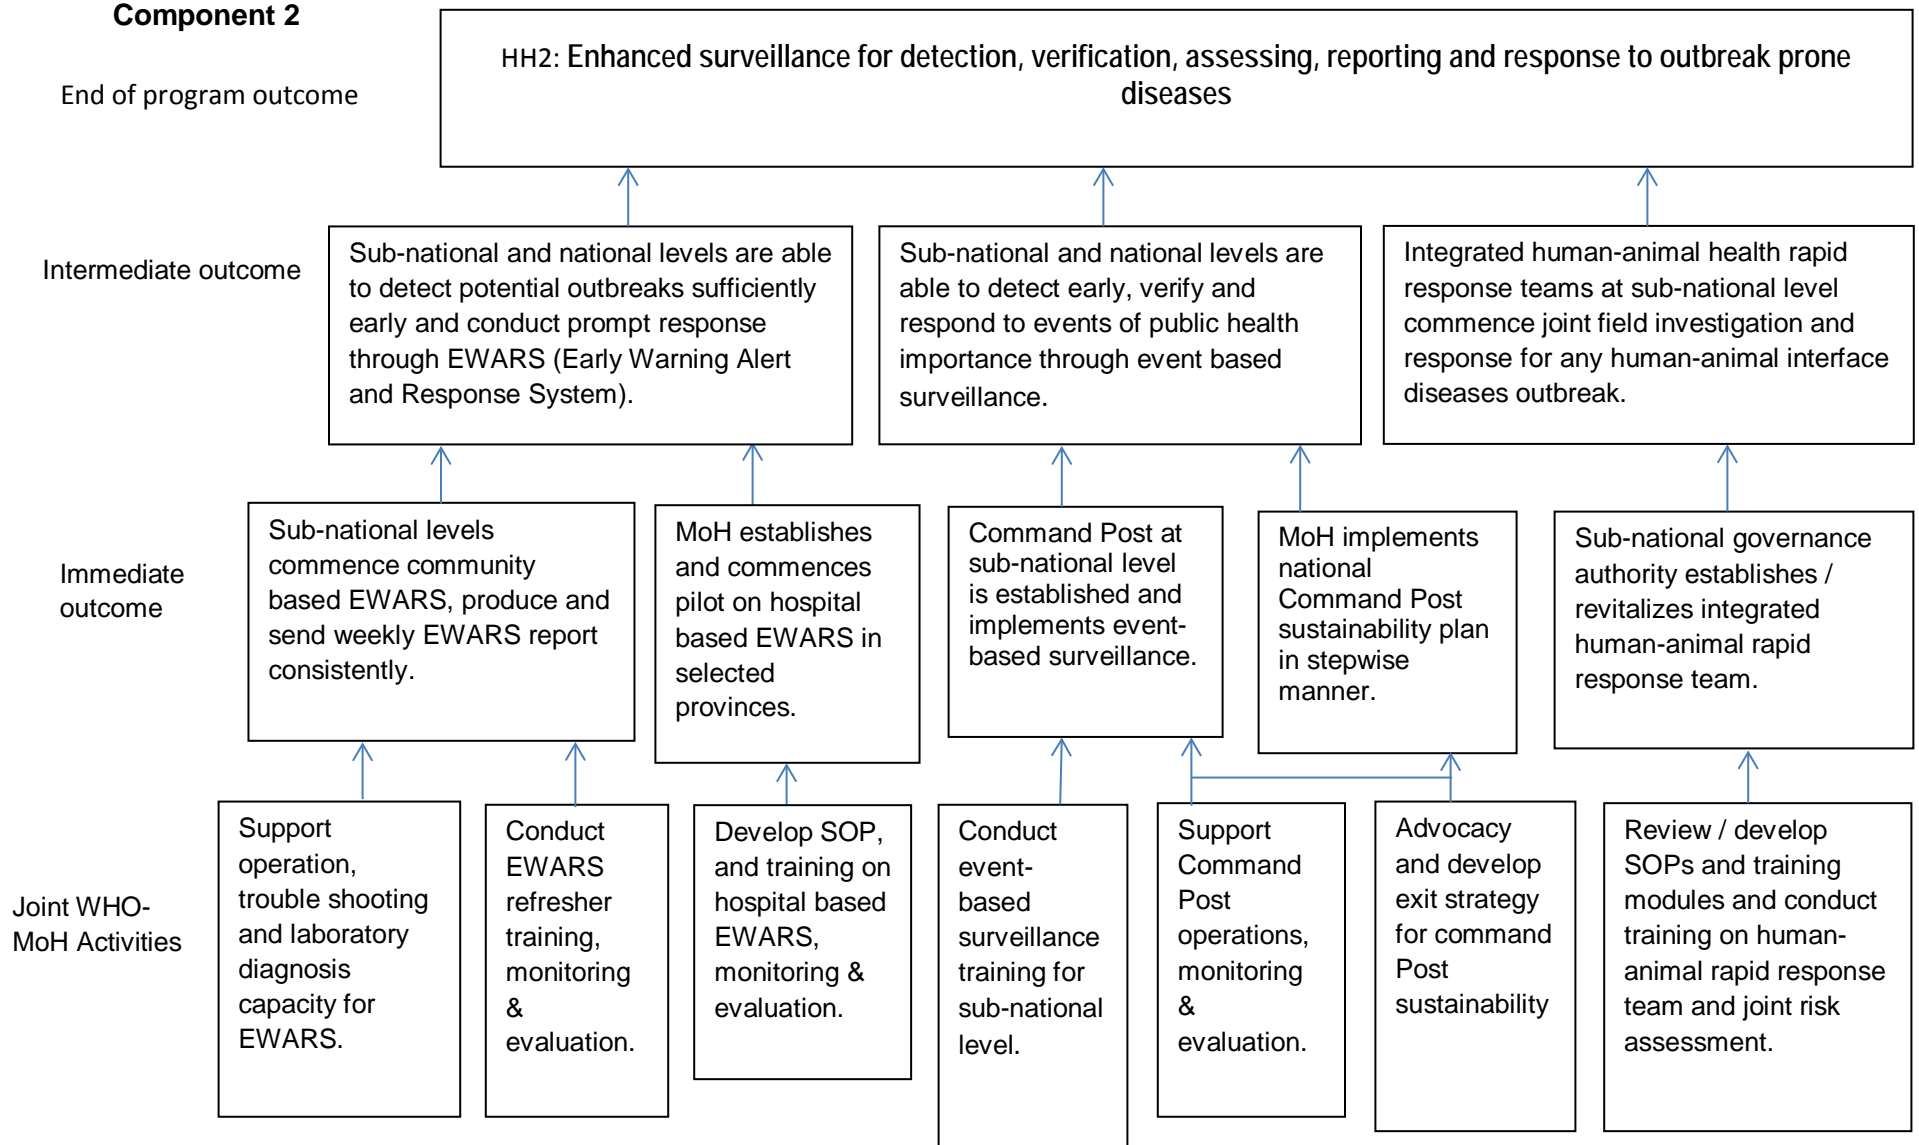 Component 2
End of program outcome
HH2: Enhanced surveillance for detection, verification, assessing, reporting and response to outbreak prone
diseases
Intermediate outcome
Sub-national and national levels are able
to detect potential outbreaks sufficiently
early and conduct prompt response
through EWARS (Early Warning Alert
and Response System).
Sub-national and national levels are
able to detect early, verify and
respond to events of public health
importance through event based
surveillance.
Integrated human-animal health rapid
response teams at sub-national level
commence joint field investigation and
response for any human-animal interface
diseases outbreak.
Immediate
outcome
Sub-national levels
commence community
based EWARS, produce and
send weekly EWARS report
consistently.
MoH establishes
and commences
pilot on hospital
based EWARS in
selected
provinces.
Command Post at
sub-national level
is established and
implements event-
based surveillance.
MoH implements
national
Command Post
sustainability plan
in stepwise
manner.
Sub-national governance
authority establishes /
revitalizes integrated
human-animal rapid
response team.
Joint WHO-
MoH Activities
Support
operation,
trouble shooting
and laboratory
diagnosis
capacity for
EWARS.
Conduct
EWARS
refresher
training,
monitoring
&
evaluation.
Develop SOP,
and training on
hospital based
EWARS,
monitoring &
evaluation.
Conduct
event-
based
surveillance
training for
sub-national
level.
Support
Command
Post
operations,
monitoring
&
evaluation.
Advocacy
and develop
exit strategy
for command
Post
sustainability
Review / develop
SOPs and training
modules and conduct
training on human-
animal rapid response
team and joint risk
assessment.